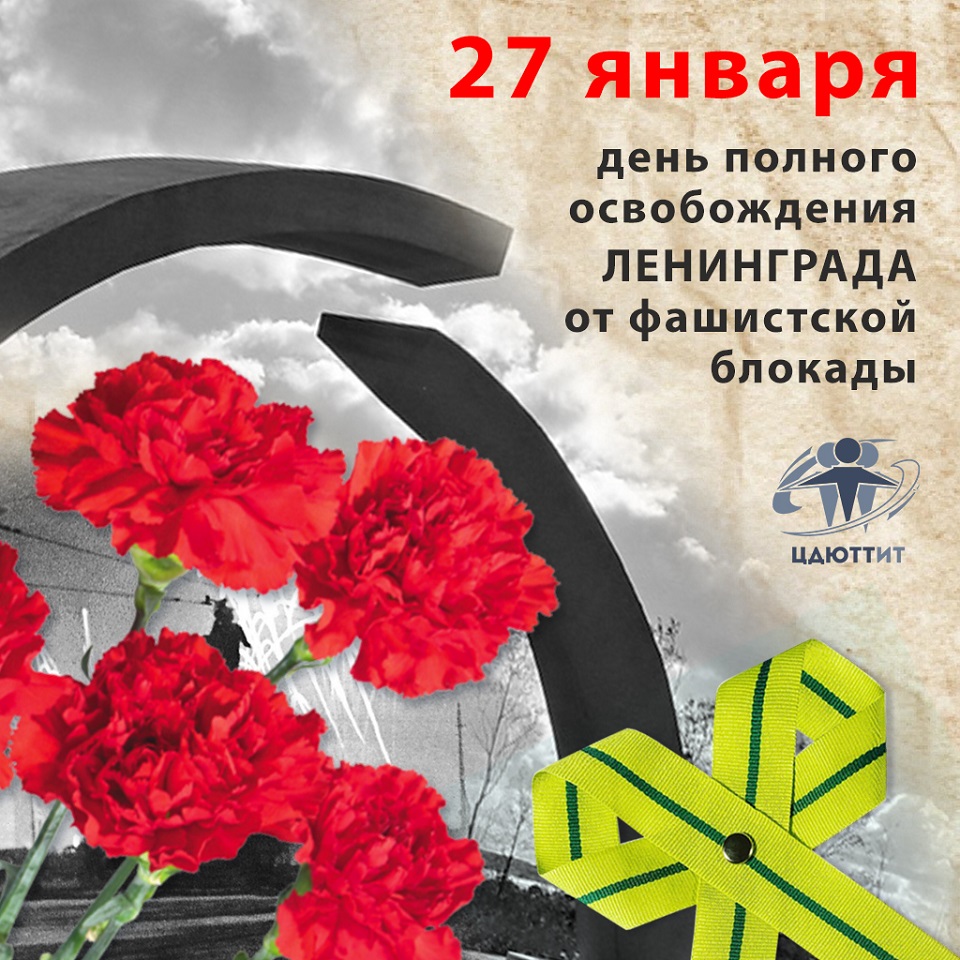 27 января
день полного
освобождения
ЛЕНИНГРАДА
от фашистской
блокады
ЦДЮТТИТ